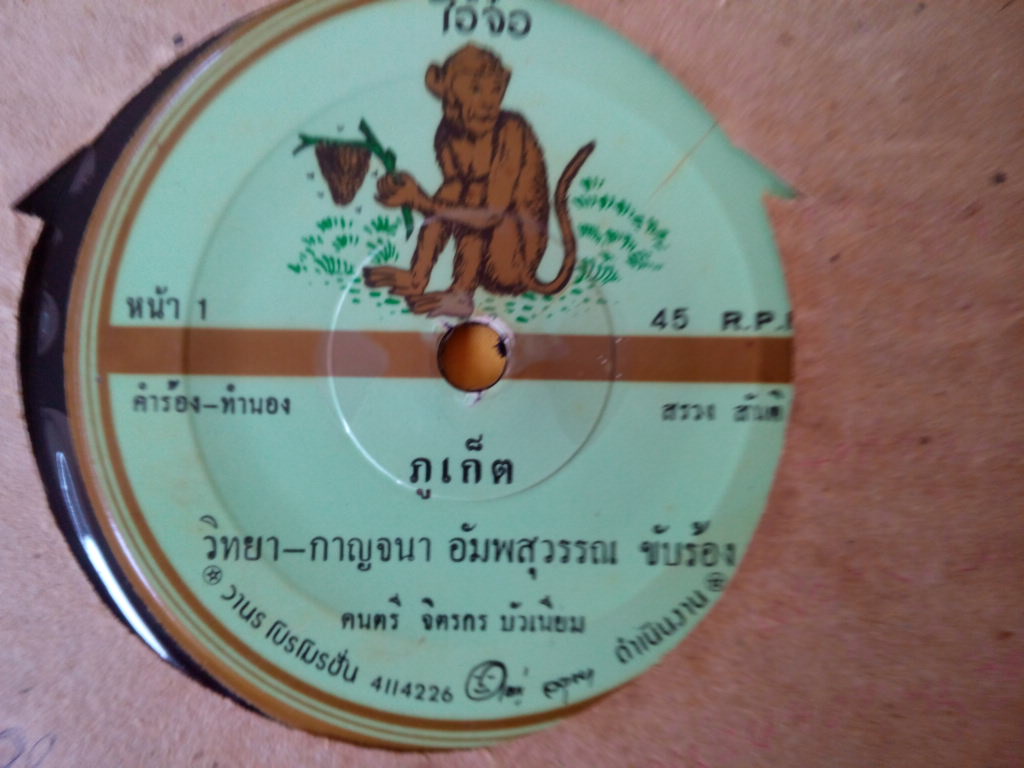 ไอ้จ๋อ
หน้า 1
45 R.P.
คำร้อง-ทำนอง
สรวง สันติ
ภูเก็ต
วิทยา-กาญจนา อัมพสุวรรณ ขับร้อง
ดนตรี จิตรกร บัวเนียม
วานร โปรโมรชั่น 4114226
ดำเนินงาน